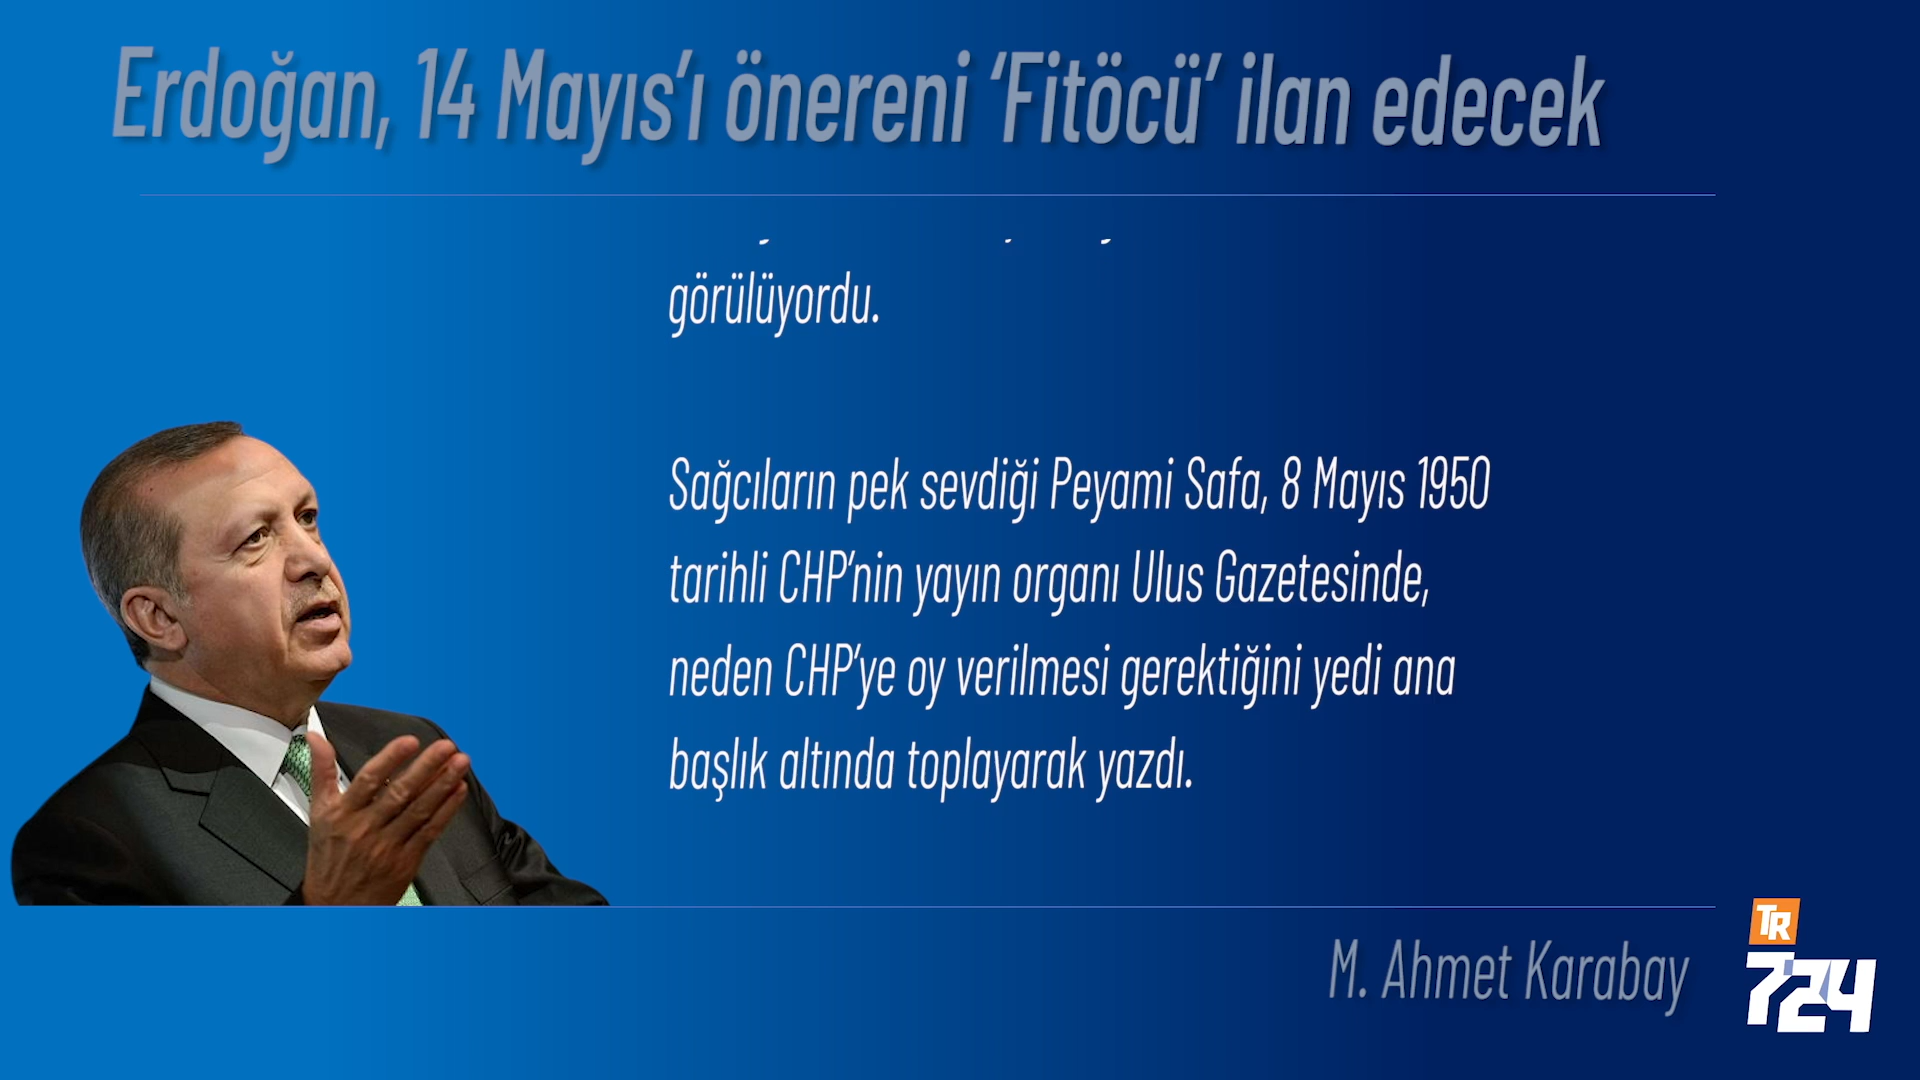 Erdoğan, 14 Mayıs’ı önereni ‘Fitöcü’ ilan edecek
görülüyordu.
Sağcıların pek sevdiği Peyami Safa, 8 Mayıs 1950
tarihli CHP’nin yayın organı Ulus Gazetesinde,
neden CHP’ye oy verilmesi gerektiğini yedi ana
başlık altında toplayarak yazdı.
M. Ahmet Karabay
TR
724